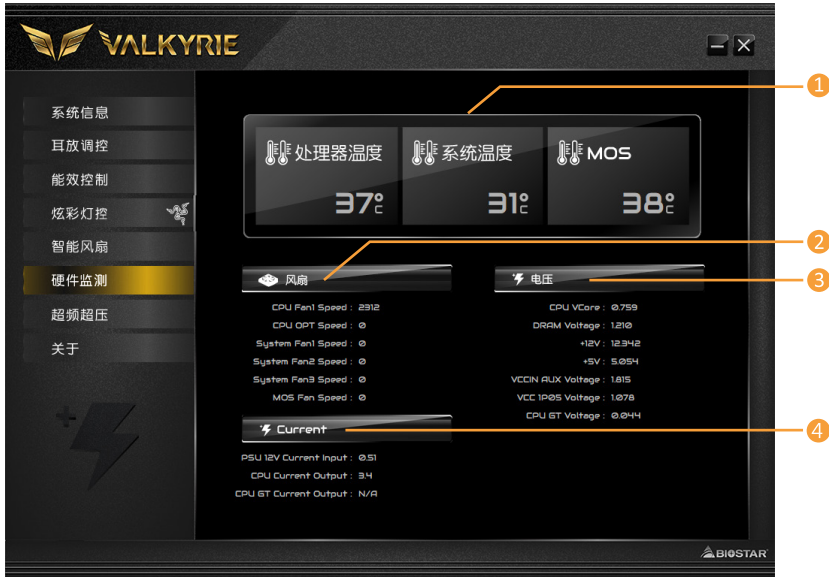 VALKYRIE
系统信息
耳放调控
能效控制
炫彩灯控
智能风扇
硬件监测
超频超压
关于
处理器温度
37°C
系统温度
31°C
MOS
38°C
1
2
3
风扇
CPU Fan1 Speed : 2312
CPU OPT Speed : 0
System Fan1 Speed : 0
System Fan2 Speed : 0
System Fan3 Speed : 0
MOS Fan Speed : 0
电压
CPU VCore : 0.759
DRAM Voltage : 1.210
+12V : 12.342
+5V : 5.054
VCCIN AUX Voltage : 1.815
VCC 1P05 Voltage : 1.078
CPU GT Voltage : 0.044
Current
4
PSU 12V Current Input : 0.51
CPU Current Output : 3.4
CPU GT Current Output : N/A
BIOSTAR